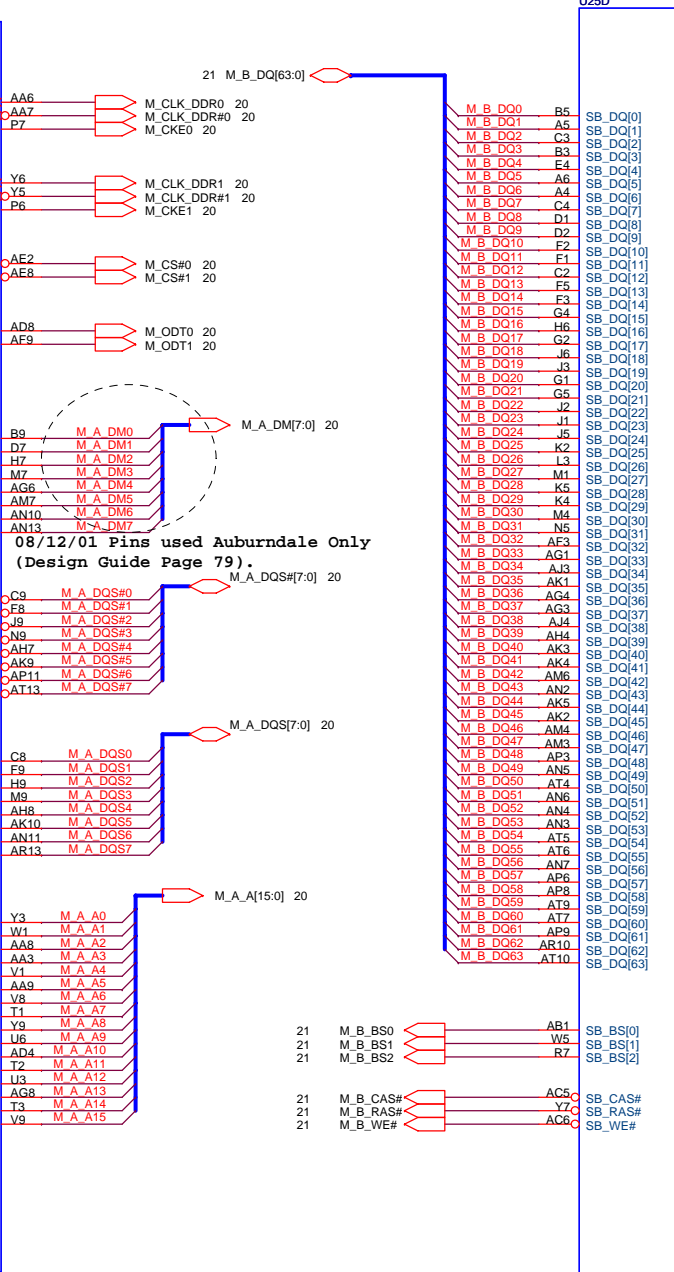 U25D
AA6 M_CLK_DDR0 20
AA7 M_CLK_DDR#0 20
P7 M_CKE0 20
Y6 M_CLK_DDR1 20
Y5 M_CLK_DDR#1 20
P6 M_CKE1 20
AE2 M_CS#0 20
AE8 M_CS#1 20
AD8 M_ODT0 20
AF9 M_ODT1 20
M_A_DM[7:0] 20
B9 M_A_DM0
D7 M_A_DM1
H7 M_A_DM2
M7 M_A_DM3
AG6 M_A_DM4
AM7 M_A_DM5
AN10 M_A_DM6
AN13 M_A_DM7
08/12/01 Pins used Auburndale Only
(Design Guide Page 79).
M_A_DQS#[7:0] 20
C9 M_A_DQS#0
F8 M_A_DQS#1
J9 M_A_DQS#2
N9 M_A_DQS#3
AH7 M_A_DQS#4
AK9 M_A_DQS#5
AP11 M_A_DQS#6
AT13 M_A_DQS#7
M_A_DQS[7:0] 20
C8 M_A_DQS0
F9 M_A_DQS1
H9 M_A_DQS2
M9 M_A_DQS3
AH8 M_A_DQS4
AK10 M_A_DQS5
AN11 M_A_DQS6
AR13 M_A_DQS7
M_A_A[15:0] 20
Y3 M_A_A0
W1 M_A_A1
AA8 M_A_A2
AA3 M_A_A3
V1 M_A_A4
AA9 M_A_A5
V8 M_A_A6
T1 M_A_A7
Y9 M_A_A8
U6 M_A_A9
AD4 M_A_A10
T2 M_A_A11
U3 M_A_A12
AG8 M_A_A13
T3 M_A_A14
V9 M_A_A15
21 M_B_DQ[63:0]
M_B_DQ0 B5 SB_DQ[0]
M_B_DQ1 A5 SB_DQ[1]
M_B_DQ2 C3 SB_DQ[2]
M_B_DQ3 B3 SB_DQ[3]
M_B_DQ4 E4 SB_DQ[4]
M_B_DQ5 A6 SB_DQ[5]
M_B_DQ6 A4 SB_DQ[6]
M_B_DQ7 C4 SB_DQ[7]
M_B_DQ8 D1 SB_DQ[8]
M_B_DQ9 D2 SB_DQ[9]
M_B_DQ10 F2 SB_DQ[10]
M_B_DQ11 F1 SB_DQ[11]
M_B_DQ12 C2 SB_DQ[12]
M_B_DQ13 F5 SB_DQ[13]
M_B_DQ14 F3 SB_DQ[14]
M_B_DQ15 G4 SB_DQ[15]
M_B_DQ16 H6 SB_DQ[16]
M_B_DQ17 G2 SB_DQ[17]
M_B_DQ18 J6 SB_DQ[18]
M_B_DQ19 J3 SB_DQ[19]
M_B_DQ20 G1 SB_DQ[20]
M_B_DQ21 G5 SB_DQ[21]
M_B_DQ22 J2 SB_DQ[22]
M_B_DQ23 J1 SB_DQ[23]
M_B_DQ24 J5 SB_DQ[24]
M_B_DQ25 K2 SB_DQ[25]
M_B_DQ26 L3 SB_DQ[26]
M_B_DQ27 M1 SB_DQ[27]
M_B_DQ28 K5 SB_DQ[28]
M_B_DQ29 K4 SB_DQ[29]
M_B_DQ30 M4 SB_DQ[30]
M_B_DQ31 N5 SB_DQ[31]
M_B_DQ32 AF3 SB_DQ[32]
M_B_DQ33 AG1 SB_DQ[33]
M_B_DQ34 AJ3 SB_DQ[34]
M_B_DQ35 AK1 SB_DQ[35]
M_B_DQ36 AG4 SB_DQ[36]
M_B_DQ37 AG3 SB_DQ[37]
M_B_DQ38 AJ4 SB_DQ[38]
M_B_DQ39 AH4 SB_DQ[39]
M_B_DQ40 AK3 SB_DQ[40]
M_B_DQ41 AK4 SB_DQ[41]
M_B_DQ42 AM6 SB_DQ[42]
M_B_DQ43 AN2 SB_DQ[43]
M_B_DQ44 AK5 SB_DQ[44]
M_B_DQ45 AK2 SB_DQ[45]
M_B_DQ46 AM4 SB_DQ[46]
M_B_DQ47 AM3 SB_DQ[47]
M_B_DQ48 AP3 SB_DQ[48]
M_B_DQ49 AN5 SB_DQ[49]
M_B_DQ50 AT4 SB_DQ[50]
M_B_DQ51 AN6 SB_DQ[51]
M_B_DQ52 AN4 SB_DQ[52]
M_B_DQ53 AN3 SB_DQ[53]
M_B_DQ54 AT5 SB_DQ[54]
M_B_DQ55 AT6 SB_DQ[55]
M_B_DQ56 AN7 SB_DQ[56]
M_B_DQ57 AP6 SB_DQ[57]
M_B_DQ58 AP8 SB_DQ[58]
M_B_DQ59 AT9 SB_DQ[59]
M_B_DQ60 AT7 SB_DQ[60]
M_B_DQ61 AP9 SB_DQ[61]
M_B_DQ62 AR10 SB_DQ[62]
M_B_DQ63 AT10 SB_DQ[63]
21 M_B_BS0 AB1 SB_BS[0]
21 M_B_BS1 W5 SB_BS[1]
21 M_B_BS2 R7 SB_BS[2]
21 M_B_CAS# AC5 SB_CAS#
21 M_B_RAS# Y7 SB_RAS#
21 M_B_WE# AC6 SB_WE#